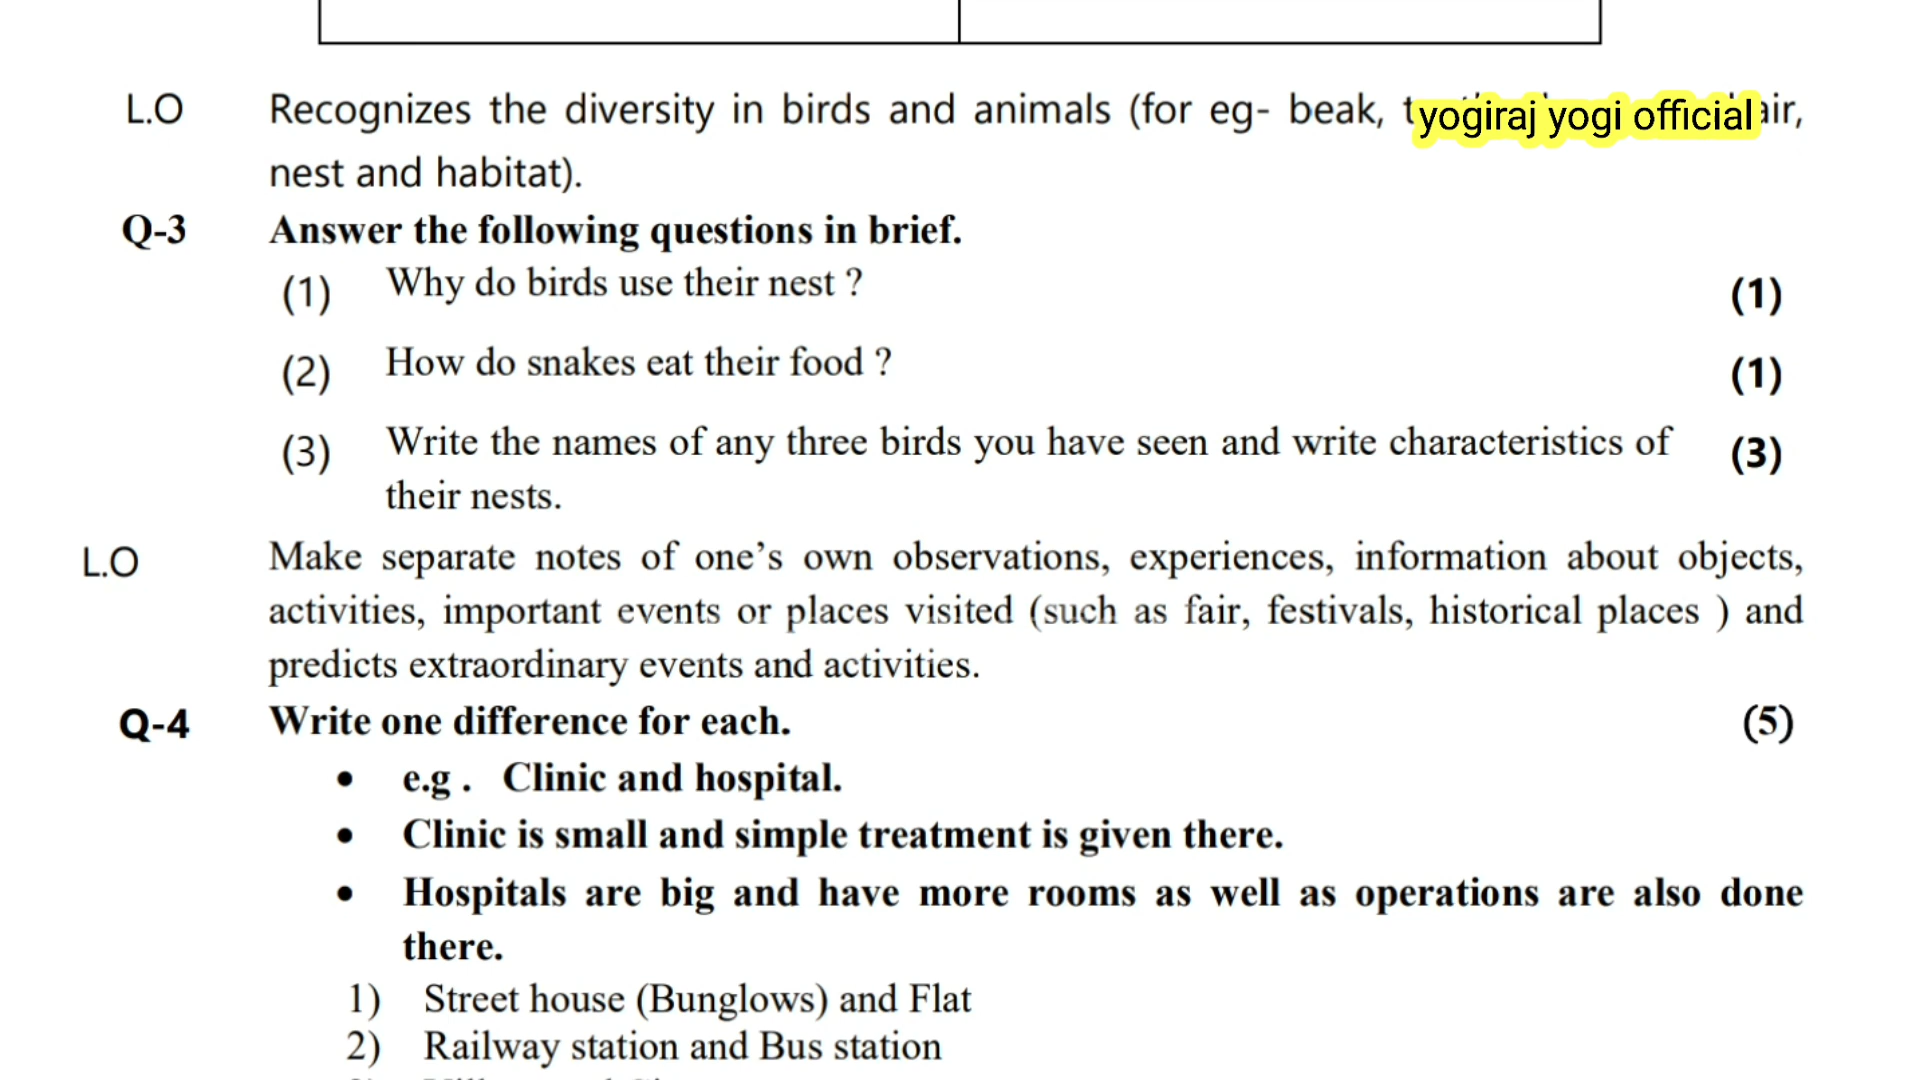 L.O Recognizes the diversity in birds and animals (for eg- beak, yogiraj yogi official air,
nest and habitat).
Q-3 Answer the following questions in brief.
(1) Why do birds use their nest ? (1)
(2) How do snakes eat their food ? (1)
(3) Write the names of any three birds you have seen and write characteristics of (3)
their nests.
L.O Make separate notes of one’s own observations, experiences, information about objects,
activities, important events or places visited (such as fair, festivals, historical places ) and
predicts extraordinary events and activities.
Q-4 Write one difference for each. (5)
• e.g . Clinic and hospital.
• Clinic is small and simple treatment is given there.
• Hospitals are big and have more rooms as well as operations are also done
there.
1) Street house (Bunglows) and Flat
2) Railway station and Bus station